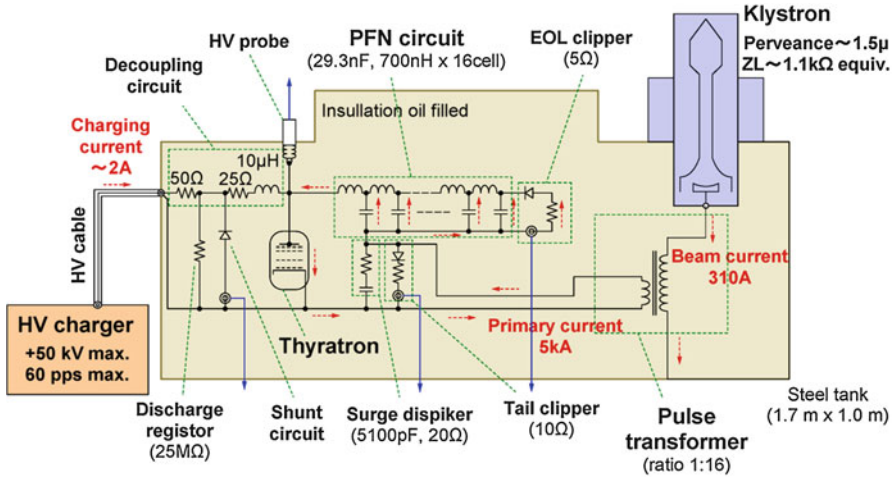 Klystron
Perveance～1.5μ
ZL～1.1kΩ equiv.
HV probe
PFN circuit
(29.3nF, 700nH x 16cell)
EOL clipper
(5Ω)
Decoupling
circuit
Insullation oil filled
Charging
current
～2A
10μH
50Ω
25Ω
HV cable
Beam current
310A
HV charger
+50 kV max.
60 pps max.
Thyratron
Primary current
5kA
Discharge
registor
(25MΩ)
Shunt
circuit
Surge dispiker
(5100pF, 20Ω)
Tail clipper
(10Ω)
Pulse
transformer
(ratio 1:16)
Steel tank
(1.7 m x 1.0 m)